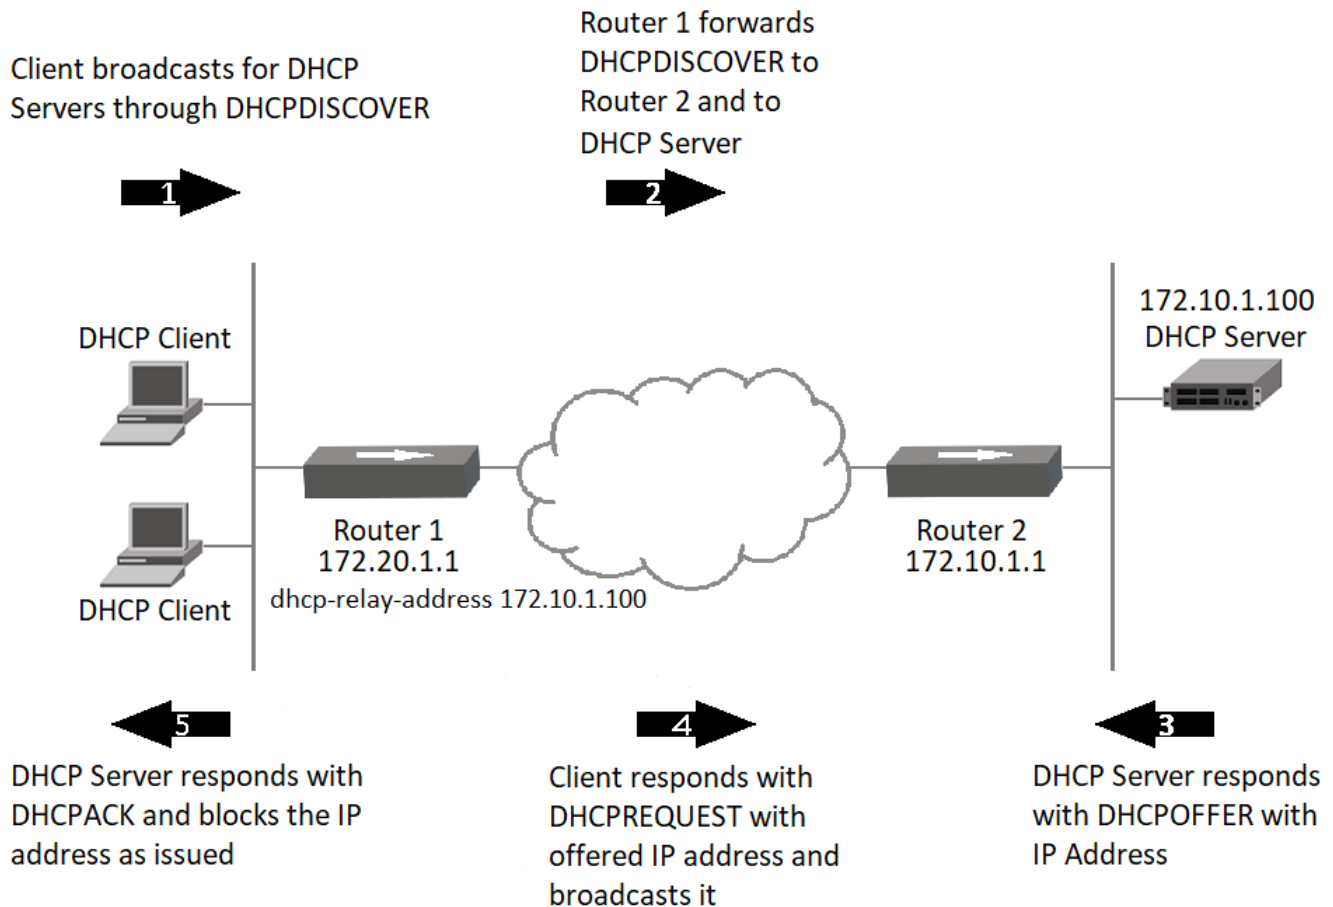 Client broadcasts for DHCP
Servers through DHCPDISCOVER
1
Router 1 forwards
DHCPDISCOVER to
Router 2 and to
DHCP Server
2
DHCP Client
DHCP Client
Router 1
172.20.1.1
dhcp-relay-address 172.10.1.100
Router 2
172.10.1.1
172.10.1.100
DHCP Server
3
DHCP Server responds
with DHCPOFFER with
IP Address
4
Client responds with
DHCPREQUEST with
offered IP address and
broadcasts it
5
DHCP Server responds with
DHCPACK and blocks the IP
address as issued